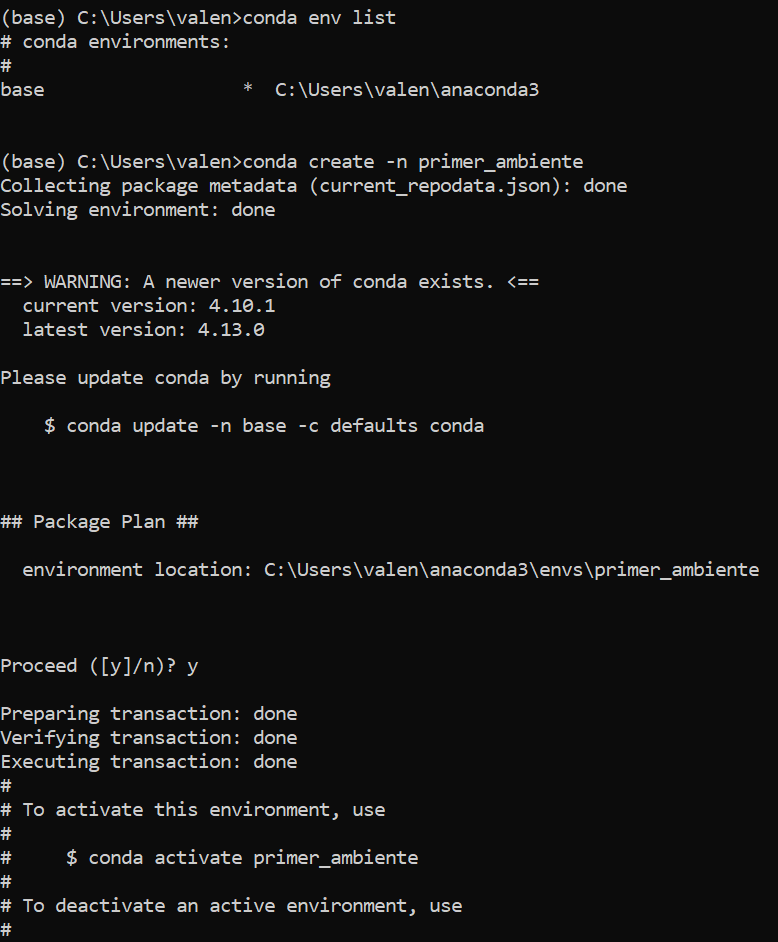 (base) C:\Users\valen>conda env list
# conda environments:
#
base                  *  C:\Users\valen\anaconda3
(base) C:\Users\valen>conda create -n primer_ambiente
Collecting package metadata (current_repodata.json): done
Solving environment: done
==> WARNING: A newer version of conda exists. <==
  current version: 4.10.1
  latest version: 4.13.0
Please update conda by running
    $ conda update -n base -c defaults conda
## Package Plan ##
  environment location: C:\Users\valen\anaconda3\envs\primer_ambiente
Proceed ([y]/n)? y
Preparing transaction: done
Verifying transaction: done
Executing transaction: done
#
# To activate this environment, use
#
#     $ conda activate primer_ambiente
#
# To deactivate an active environment, use
#